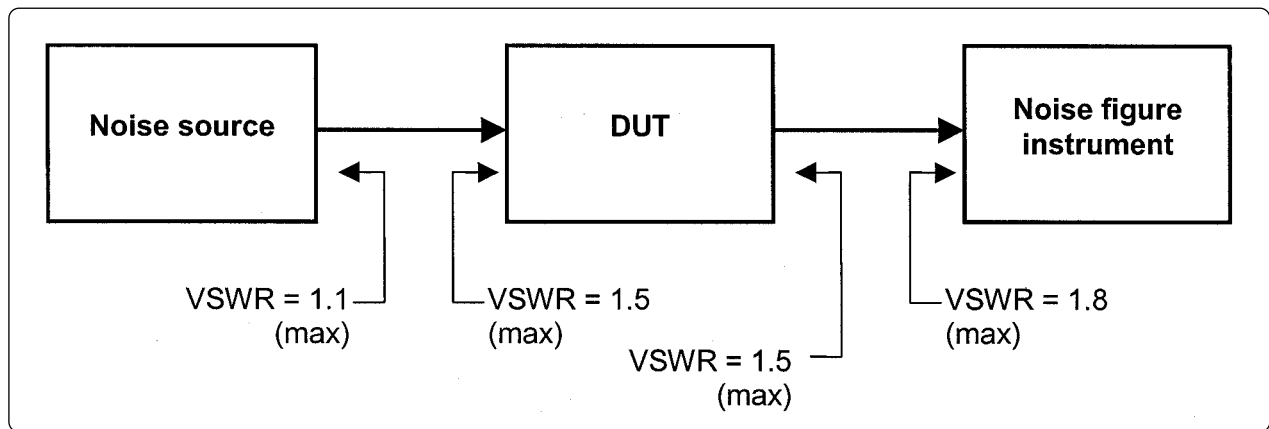 Noise source
DUT
Noise figure
instrument
VSWR = 1.1
(max)
VSWR = 1.5
(max)
VSWR = 1.5
(max)
VSWR = 1.8
(max)